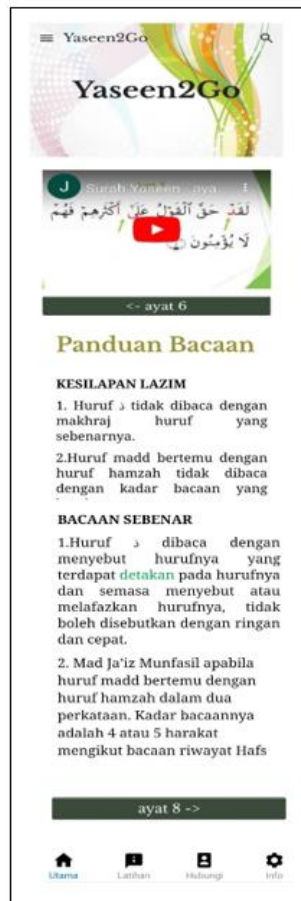 Yaseen2Go
Yaseen2Go
J Surah Yaseen - aya...
لَقَدْ حَقَّ ٱلْقَوْلُ عَلَىٰٓ أَكْثَرِهِمْ فَهُمْ
لَا يُؤْمِنُونَ
<- ayat 6
Panduan Bacaan
KESILAPAN LAZIM
1. Huruf د tidak dibaca dengan
makhraj huruf yang
sebenarnya.
2.Huruf madd bertemu dengan
huruf hamzah tidak dibaca
dengan kadar bacaan yang
BACAAN SEBENAR
1.Huruf د dibaca dengan
menyebut hurufnya yang
terdapat detakan pada hurufnya
dan semasa menyebut atau
melafazkan hurufnya, tidak
boleh disebutkan dengan ringan
dan cepat.
2. Mad Ja'iz Munfasil apabila
huruf madd bertemu dengan
huruf hamzah dalam dua
perkataan. Kadar bacaannya
adalah 4 atau 5 harakat
mengikut bacaan riwayat Hafs
ayat 8 ->
Utama Latihan Hubungi Info